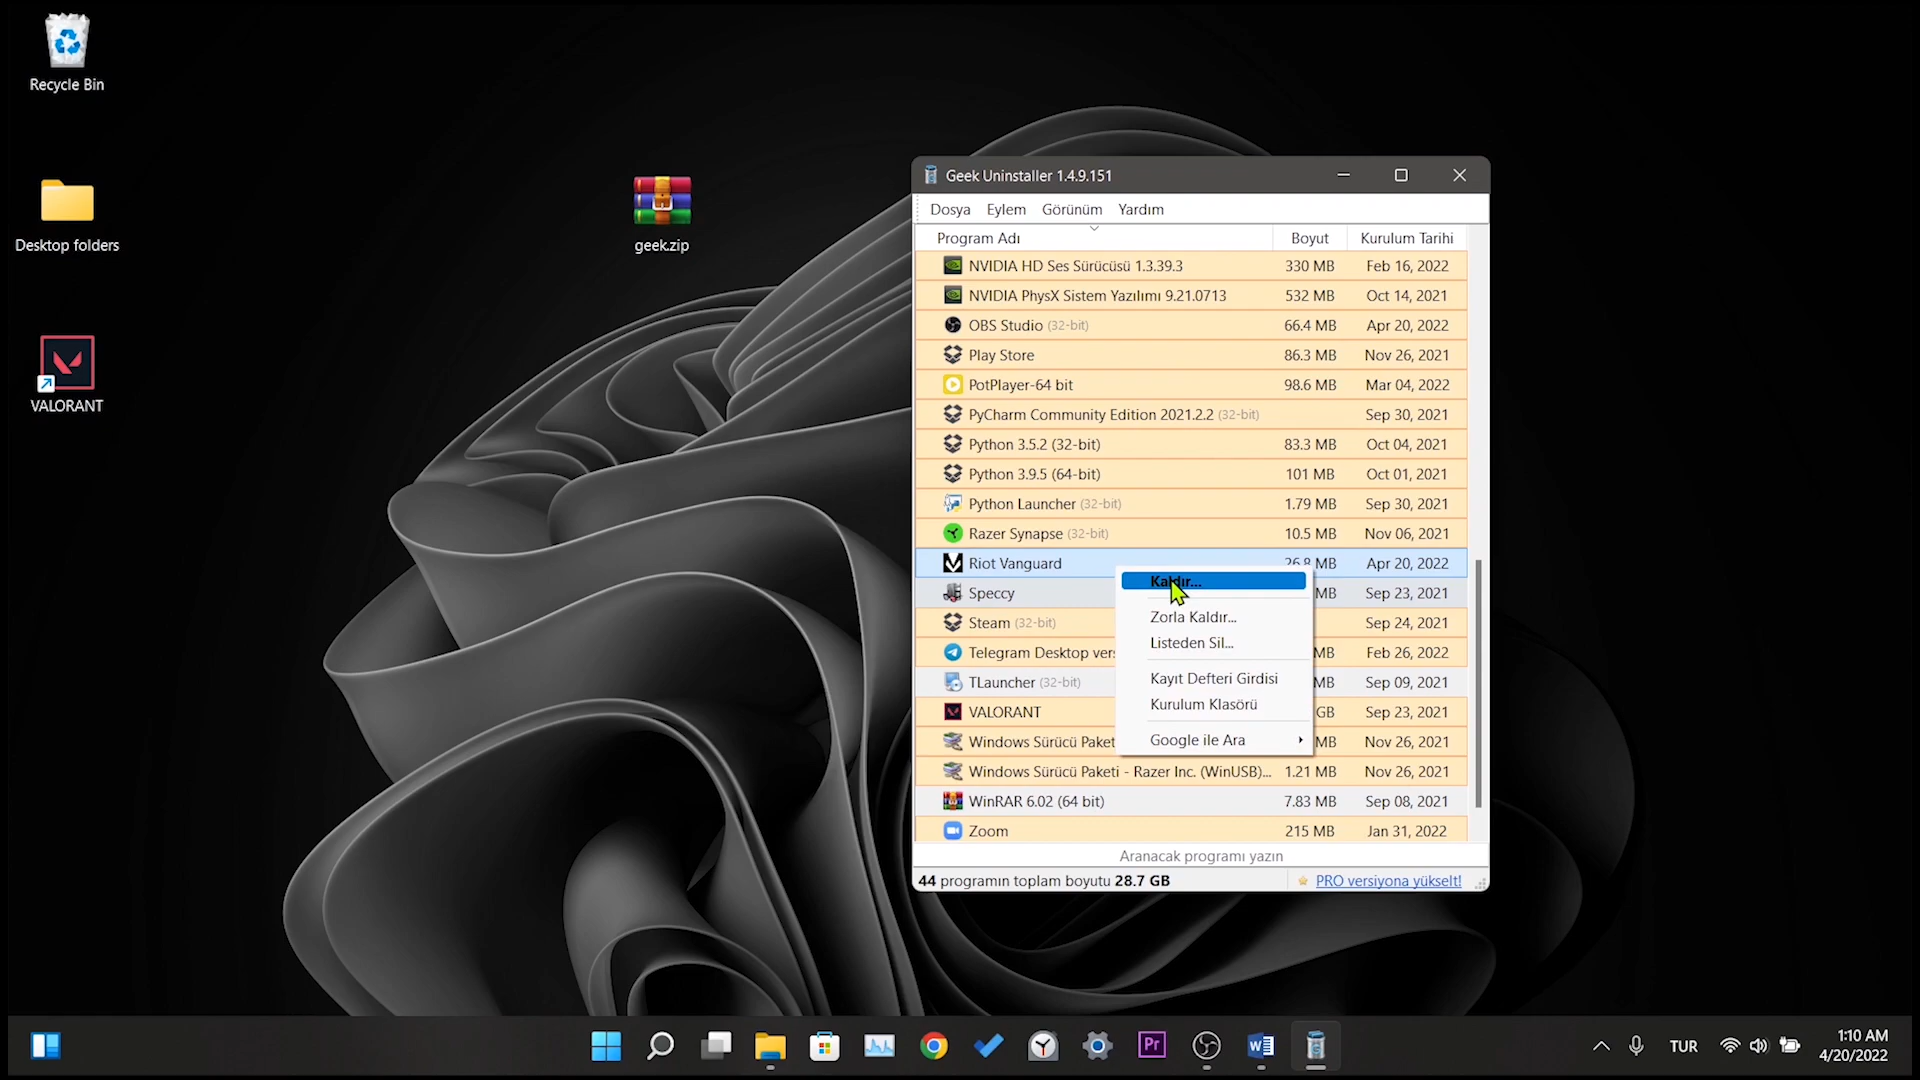 Recycle Bin
Desktop folders
VALORANT
geek.zip
Geek Uninstaller 1.4.9.151
Dosya Eylem Görünüm Yardım
Program Adı Boyut Kurulum Tarihi
NVIDIA HD Ses Sürücüsü 1.3.39.3 330 MB Feb 16, 2022
NVIDIA PhysX Sistem Yazılımı 9.21.0713 532 MB Oct 14, 2021
OBS Studio (32-bit) 66.4 MB Apr 20, 2022
Play Store 86.3 MB Nov 26, 2021
PotPlayer-64 bit 98.6 MB Mar 04, 2022
PyCharm Community Edition 2021.2.2 (32-bit) Sep 30, 2021
Python 3.5.2 (32-bit) 83.3 MB Oct 04, 2021
Python 3.9.5 (64-bit) 101 MB Oct 01, 2021
Python Launcher (32-bit) 1.79 MB Sep 30, 2021
Razer Synapse (32-bit) 10.5 MB Nov 06, 2021
Riot Vanguard 26.8 MB Apr 20, 2022
Speccy MB Sep 23, 2021
Steam (32-bit) Sep 24, 2021
Telegram Desktop ver MB Feb 26, 2022
TLauncher (32-bit) MB Sep 09, 2021
VALORANT GB Sep 23, 2021
Windows Sürücü Paket MB Nov 26, 2021
Windows Sürücü Paketi - Razer Inc. (WinUSB)... 1.21 MB Nov 26, 2021
WinRAR 6.02 (64 bit) 7.83 MB Sep 08, 2021
Zoom 215 MB Jan 31, 2022
Kaldır...
Zorla Kaldır...
Listeden Sil...
Kayıt Defteri Girdisi
Kurulum Klasörü
Google ile Ara
Aranacak programı yazın
44 programın toplam boyutu 28.7 GB PRO versiyona yükselt!
Pr
W
TUR
1:10 AM
4/20/2022